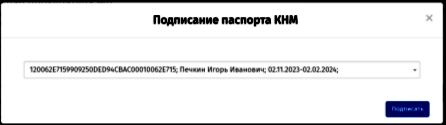 Подписание паспорта КНМ
120062E7159909250DED94CBAC00010062E715; Печкин Игорь Иванович; 02.11.2023-02.02.2024;
Подписать